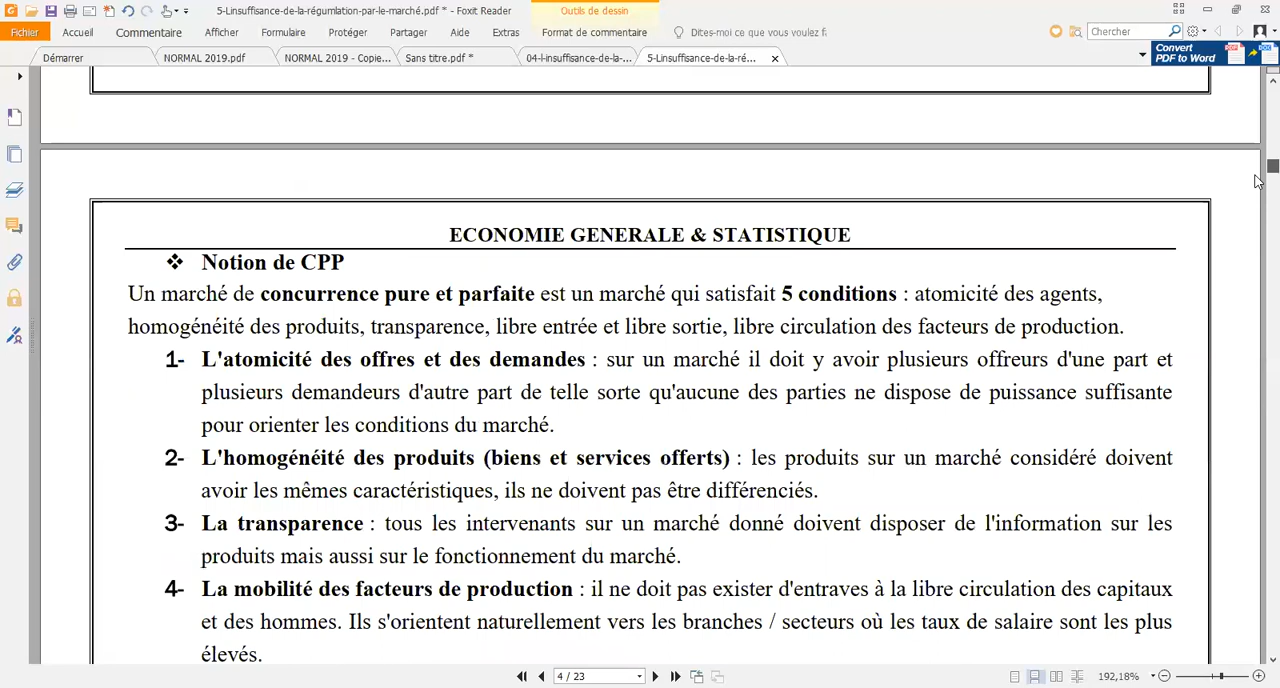 5-Linsuffisance-de-la-régumlation-par-le-marché.pdf * - Foxit Reader
Outils de dessin
Fichier
Accueil
Commentaire
Afficher
Formulaire
Protéger
Partager
Aide
Extras
Format de commentaire
Dites-moi ce que vous voulez fa
Chercher
Démarrer
NORMAL 2019.pdf
NORMAL 2019 - Copie...
Sans titre.pdf *
04-l-insuffisance-de-la-...
5-Linsuffisance-de-la-ré...
Convert
PDF to Word
ECONOMIE GENERALE & STATISTIQUE
❖ Notion de CPP
Un marché de concurrence pure et parfaite est un marché qui satisfait 5 conditions : atomicité des agents,
homogénéité des produits, transparence, libre entrée et libre sortie, libre circulation des facteurs de production.
1- L'atomicité des offres et des demandes : sur un marché il doit y avoir plusieurs offreurs d'une part et
plusieurs demandeurs d'autre part de telle sorte qu'aucune des parties ne dispose de puissance suffisante
pour orienter les conditions du marché.
2- L'homogénéité des produits (biens et services offerts) : les produits sur un marché considéré doivent
avoir les mêmes caractéristiques, ils ne doivent pas être différenciés.
3- La transparence : tous les intervenants sur un marché donné doivent disposer de l'information sur les
produits mais aussi sur le fonctionnement du marché.
4- La mobilité des facteurs de production : il ne doit pas exister d'entraves à la libre circulation des capitaux
et des hommes. Ils s'orientent naturellement vers les branches / secteurs où les taux de salaire sont les plus
élevés.
4 / 23
192,18%